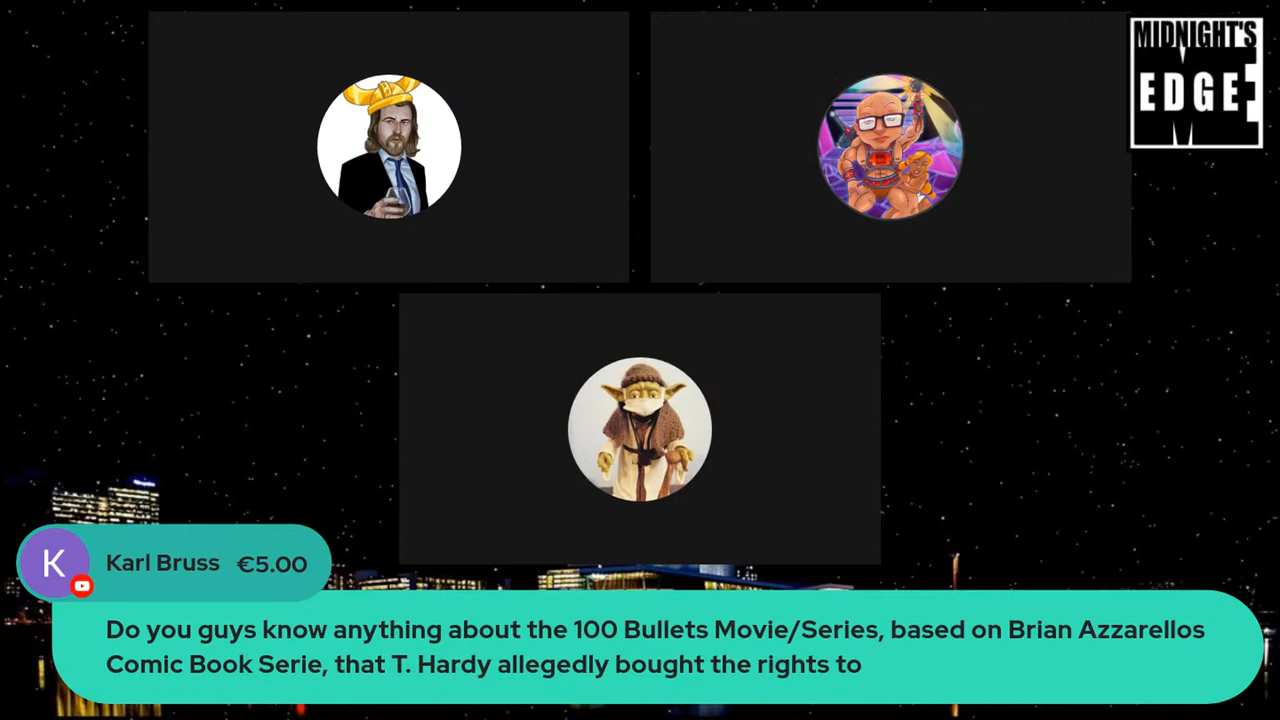 MIDNIGHT'S
EDGE
K
Karl Bruss €5.00
Do you guys know anything about the 100 Bullets Movie/Series, based on Brian Azzarellos
Comic Book Serie, that T. Hardy allegedly bought the rights to